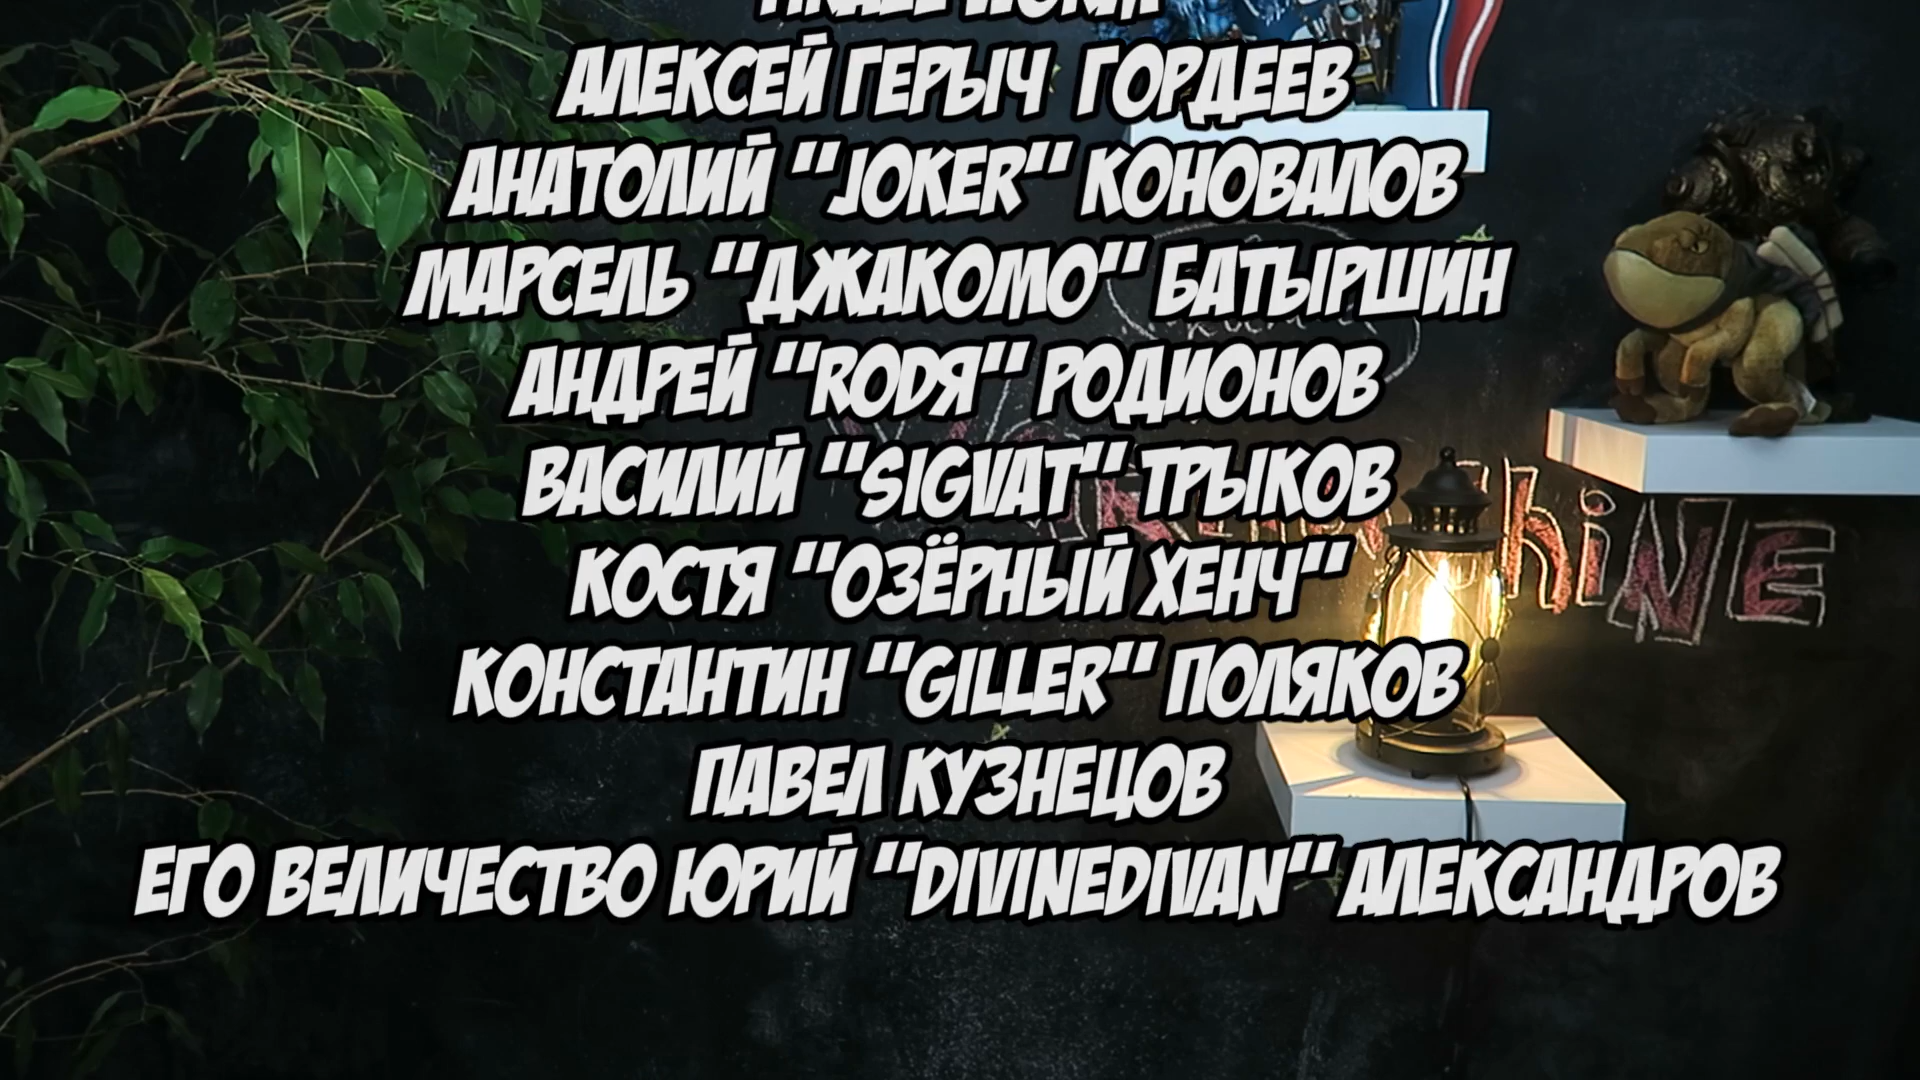 АЛЕКСЕЙ ГЕРЫЧ ГОРДЕЕВ
АНАТОЛИЙ "JOKER" КОНОВАЛОВ
МАРСЕЛЬ "ДЖАКОМО" БАТЫРШИН
АНДРЕЙ "RODЯ" РОДИОНОВ
ВАСИЛИЙ "SIGVAT" ТРЫКОВ
КОСТЯ "ОЗЁРНЫЙ ХЕНЧ"
КОНСТАНТИН "GILLER" ПОЛЯКОВ
ПАВЕЛ КУЗНЕЦОВ
ЕГО ВЕЛИЧЕСТВО ЮРИЙ "DIVINEDIVAN" АЛЕКСАНДРОВ